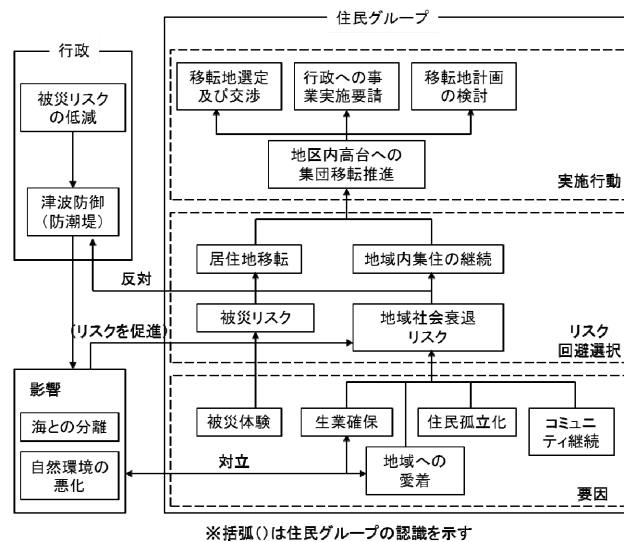 住民グループ
行政
被災リスク
の低減
津波防御
(防潮堤)
移転地選定
及び交渉
行政への事
業実施要請
移転地計画
の検討
地区内高台への
集団移転推進
実施行動
居住地移転
地域内集住の継続
反対
被災リスク
地域社会衰退
リスク
(リスクを促進)
リスク
回避選択
影響
海との分離
自然環境の
悪化
対立
被災体験
生業確保
住民孤立化
コミュニ
ティ継続
地域への
愛着
要因
※括弧()は住民グループの認識を示す